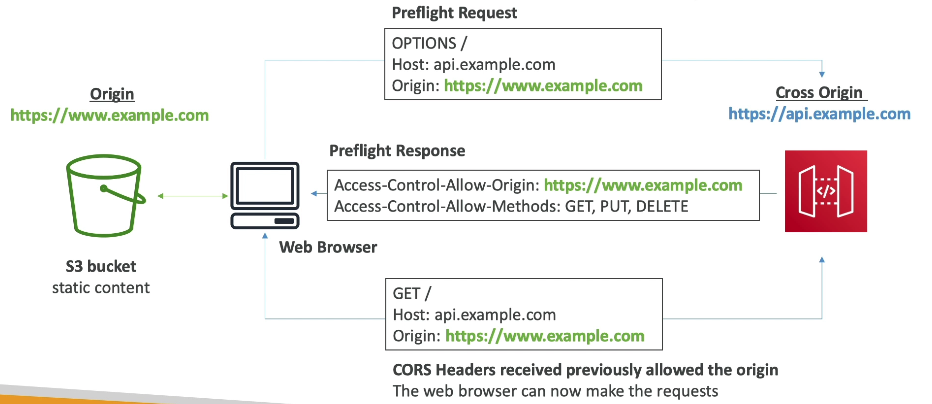 Preflight Request
OPTIONS /
Host: api.example.com
Origin: https://www.example.com
Origin
https://www.example.com
Cross Origin
https://api.example.com
Preflight Response
Access-Control-Allow-Origin: https://www.example.com
Access-Control-Allow-Methods: GET, PUT, DELETE
Web Browser
S3 bucket
static content
GET /
Host: api.example.com
Origin: https://www.example.com
CORS Headers received previously allowed the origin
The web browser can now make the requests